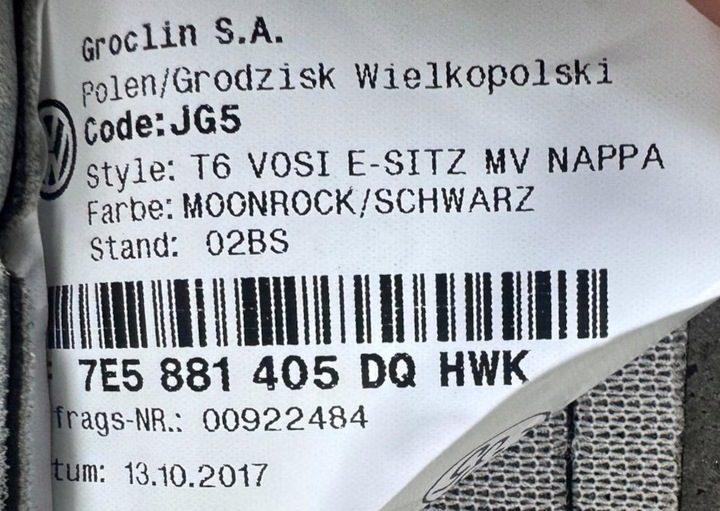 Groclin S.A.
Polen/Grodzisk Wielkopolski
Code:JG5
Style: T6 VOSI E-SITZ MV NAPPA
Farbe: MOONROCK/SCHWARZ
Stand: 02BS
7E5 881 405 DQ HWK
frags-NR.: 00922484
tum: 13.10.2017